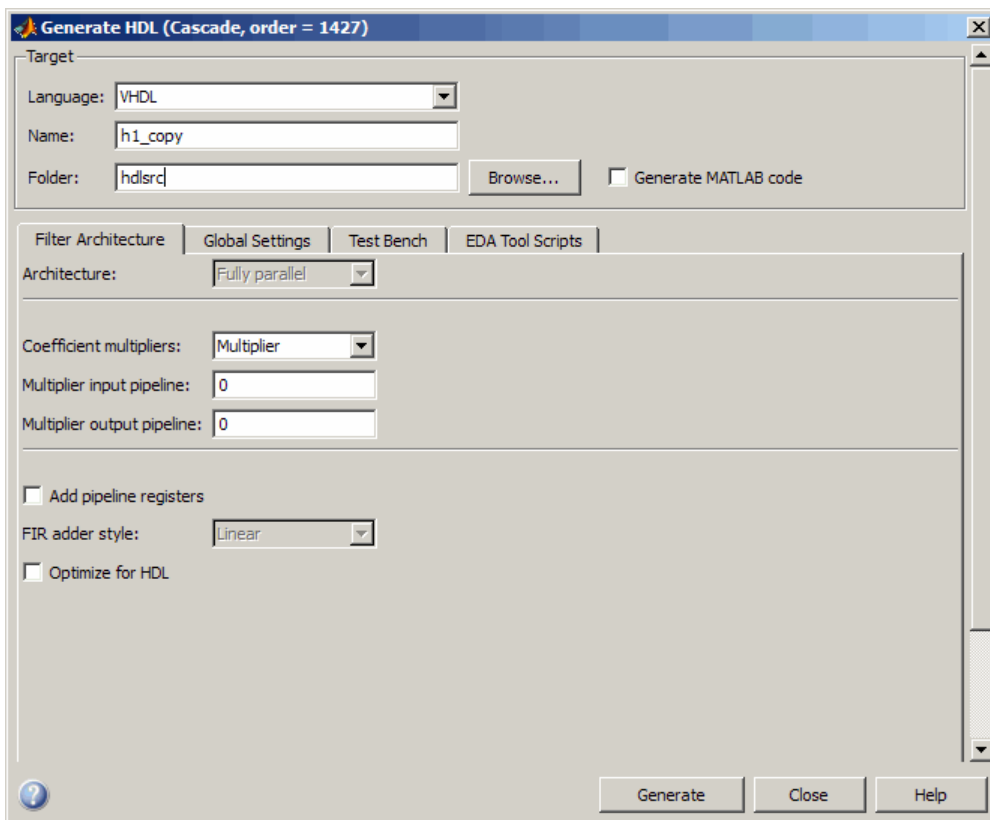 Generate HDL (Cascade, order = 1427)
Target
Language: VHDL
Name: h1_copy
Folder: hdlsrc Browse... Generate MATLAB code
Filter Architecture Global Settings Test Bench EDA Tool Scripts
Architecture: Fully parallel
Coefficient multipliers: Multiplier
Multiplier input pipeline: 0
Multiplier output pipeline: 0
Add pipeline registers
FIR adder style: Linear
Optimize for HDL
? Generate Close Help